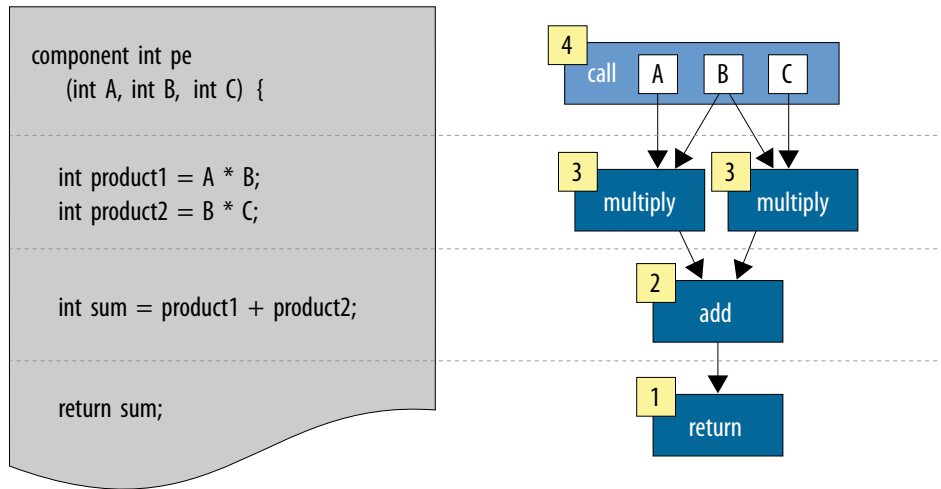 component int pe
(int A, int B, int C) {
int product1 = A * B;
int product2 = B * C;
int sum = product1 + product2;
return sum;
4
call A B C
3 3
multiply multiply
2
add
1
return